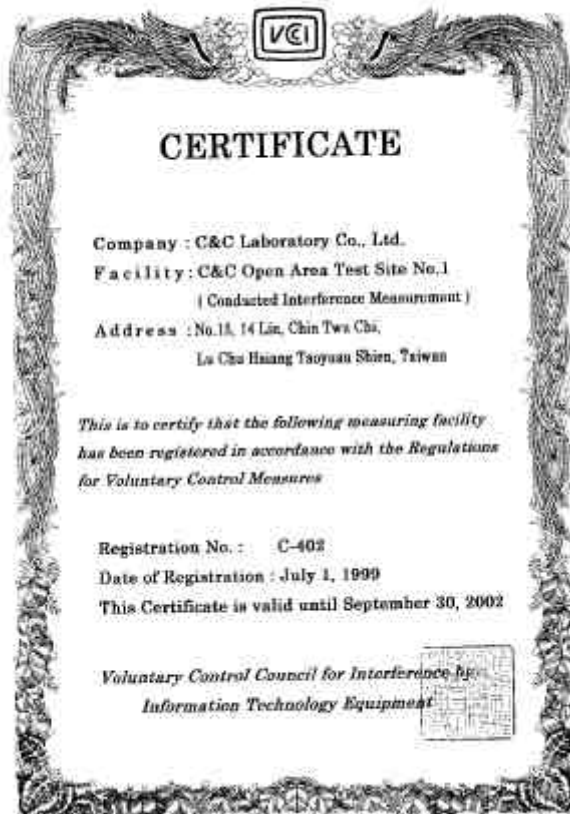 VCCI
CERTIFICATE
Company : C&C Laboratory Co., Ltd.
Facility : C&C Open Area Test Site No.1
( Conducted Interference Measurement )
Address : No.15, 14 Lin, Chin Twu Chi,
Lu Chu Hsiang Taoyuan Shien, Taiwan
This is to certify that the following measuring facility
has been registered in accordance with the Regulations
for Voluntary Control Measures
Registration No. : C-402
Date of Registration : July 1, 1999
This Certificate is valid until September 30, 2002
Voluntary Control Council for Interference by
Information Technology Equipment